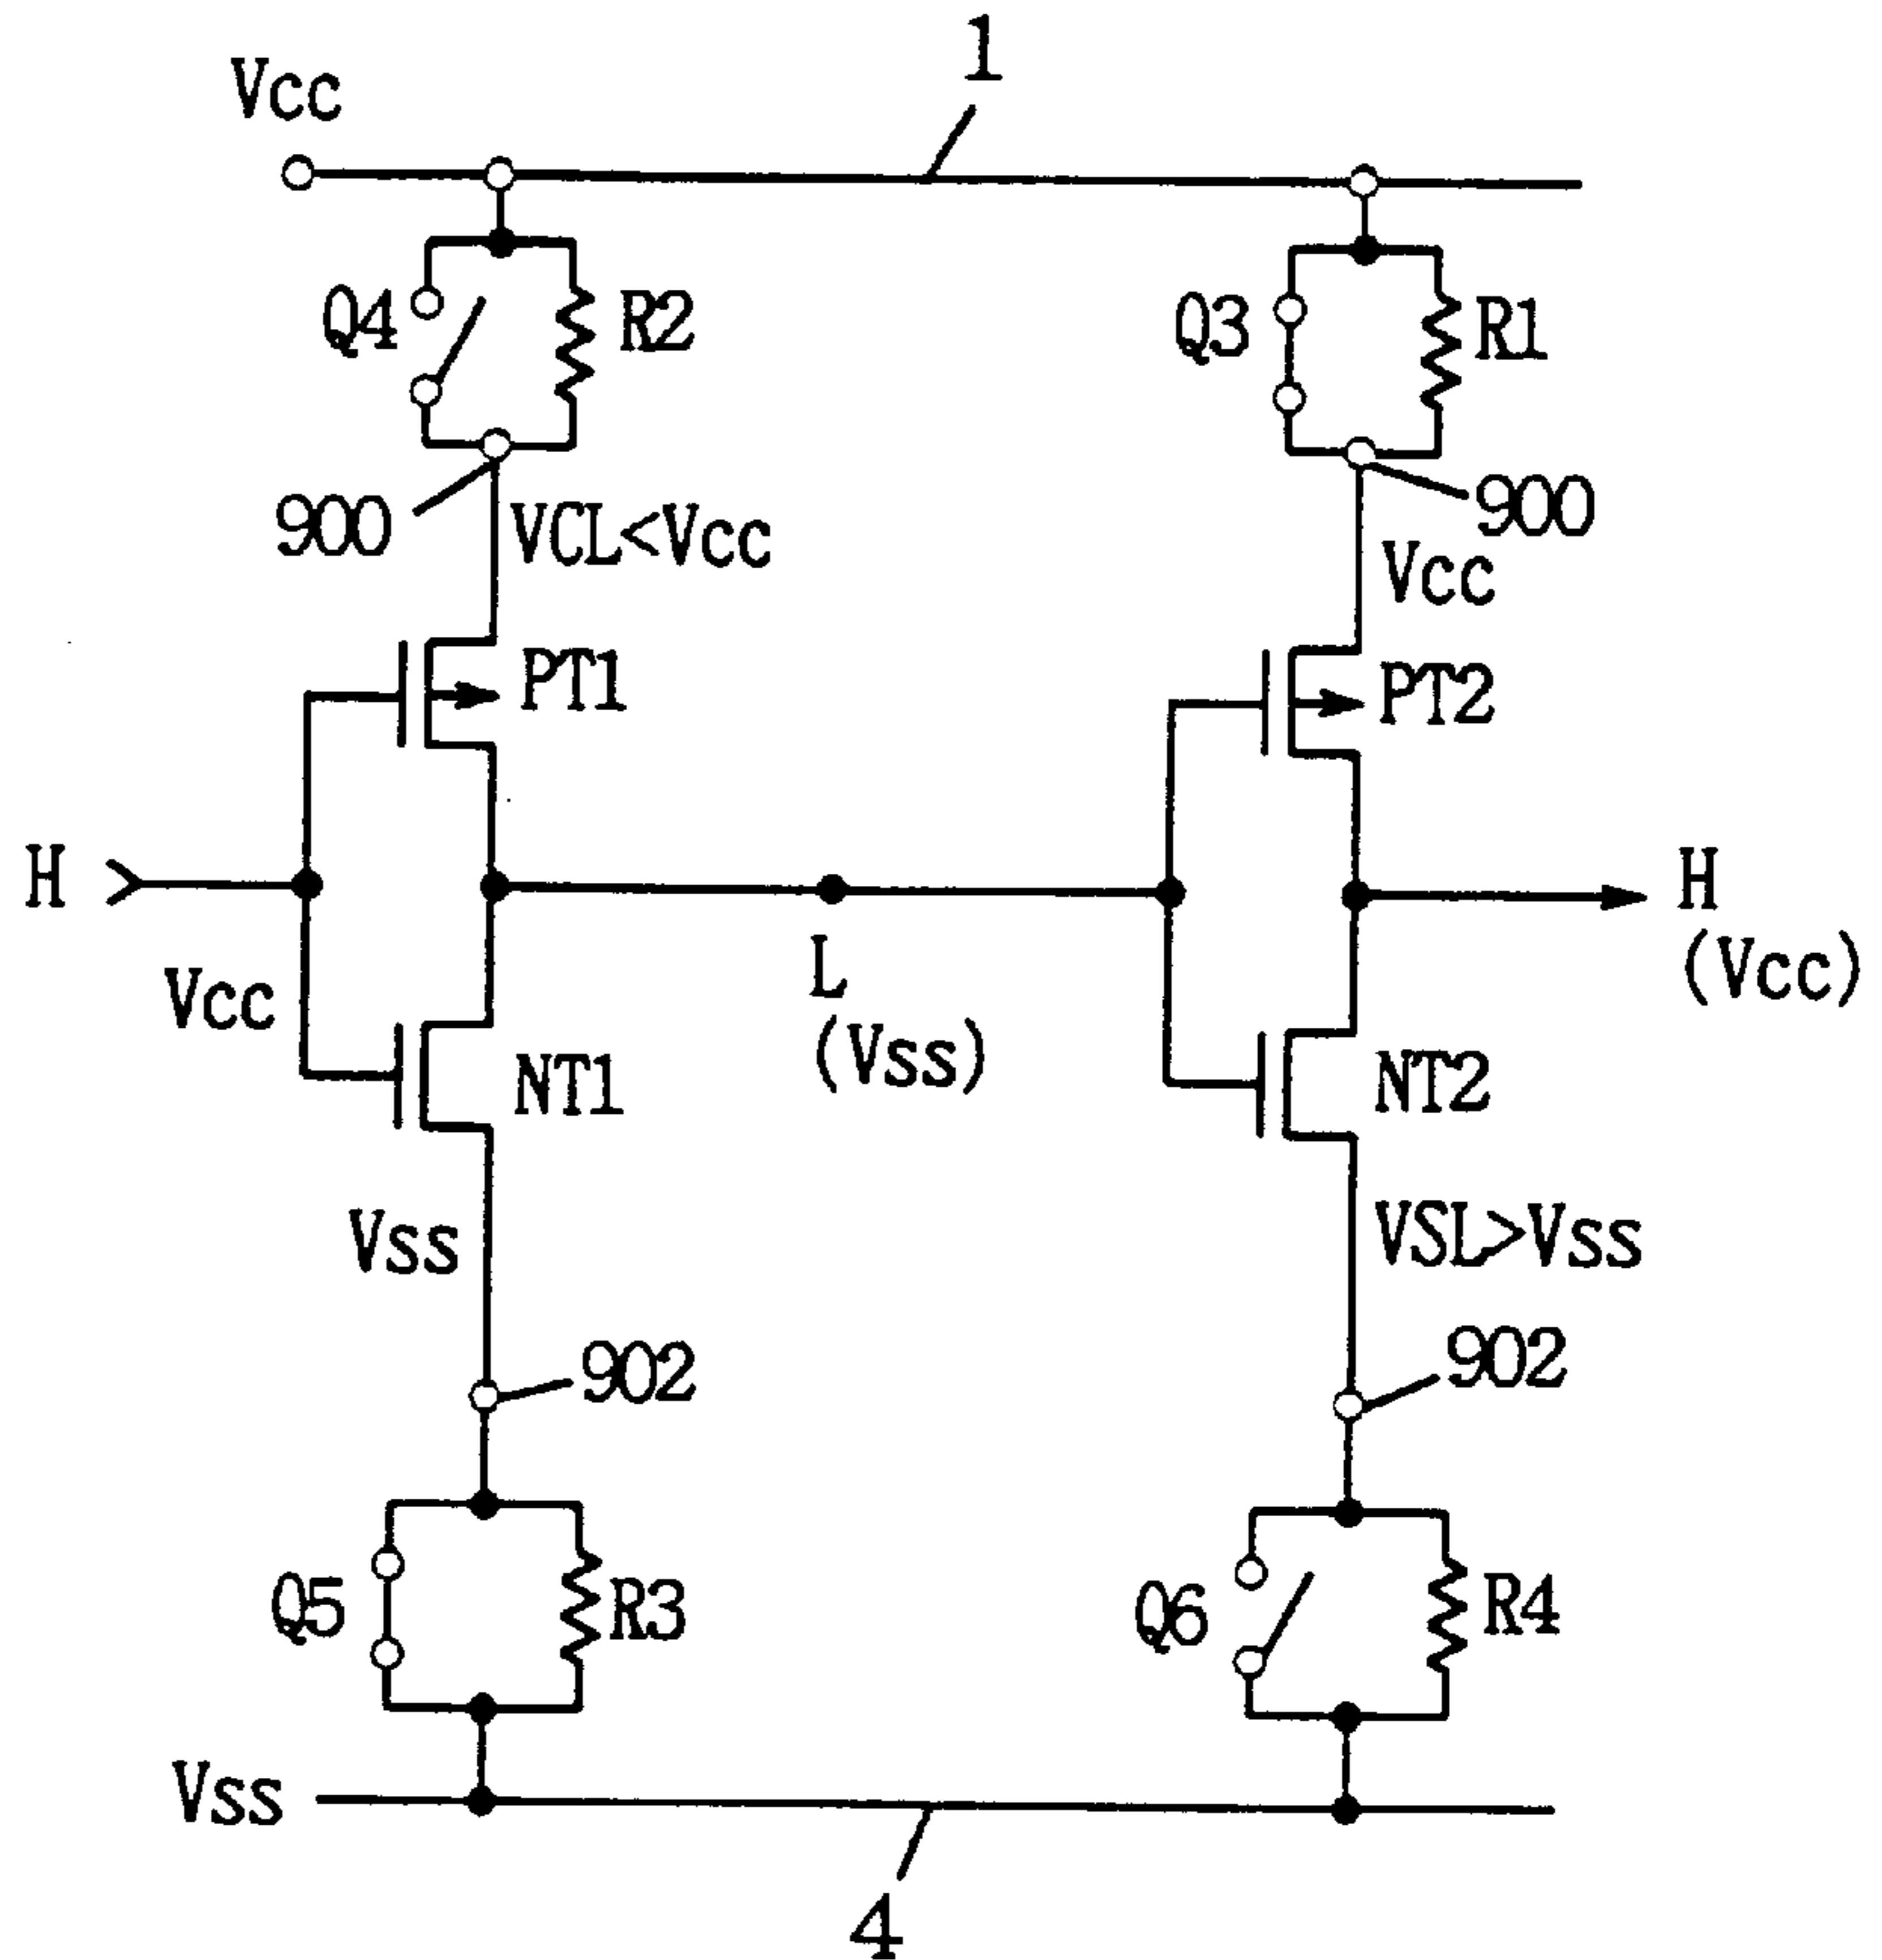 1
Vcc
Q4
R2
Q3
R1
900
VCL<Vcc
900
Vcc
PT1
PT2
H
H
(Vcc)
Vcc
L
(Vss)
NT1
NT2
Vss
VSL>Vss
902
902
Q5
R3
Q6
R4
Vss
4